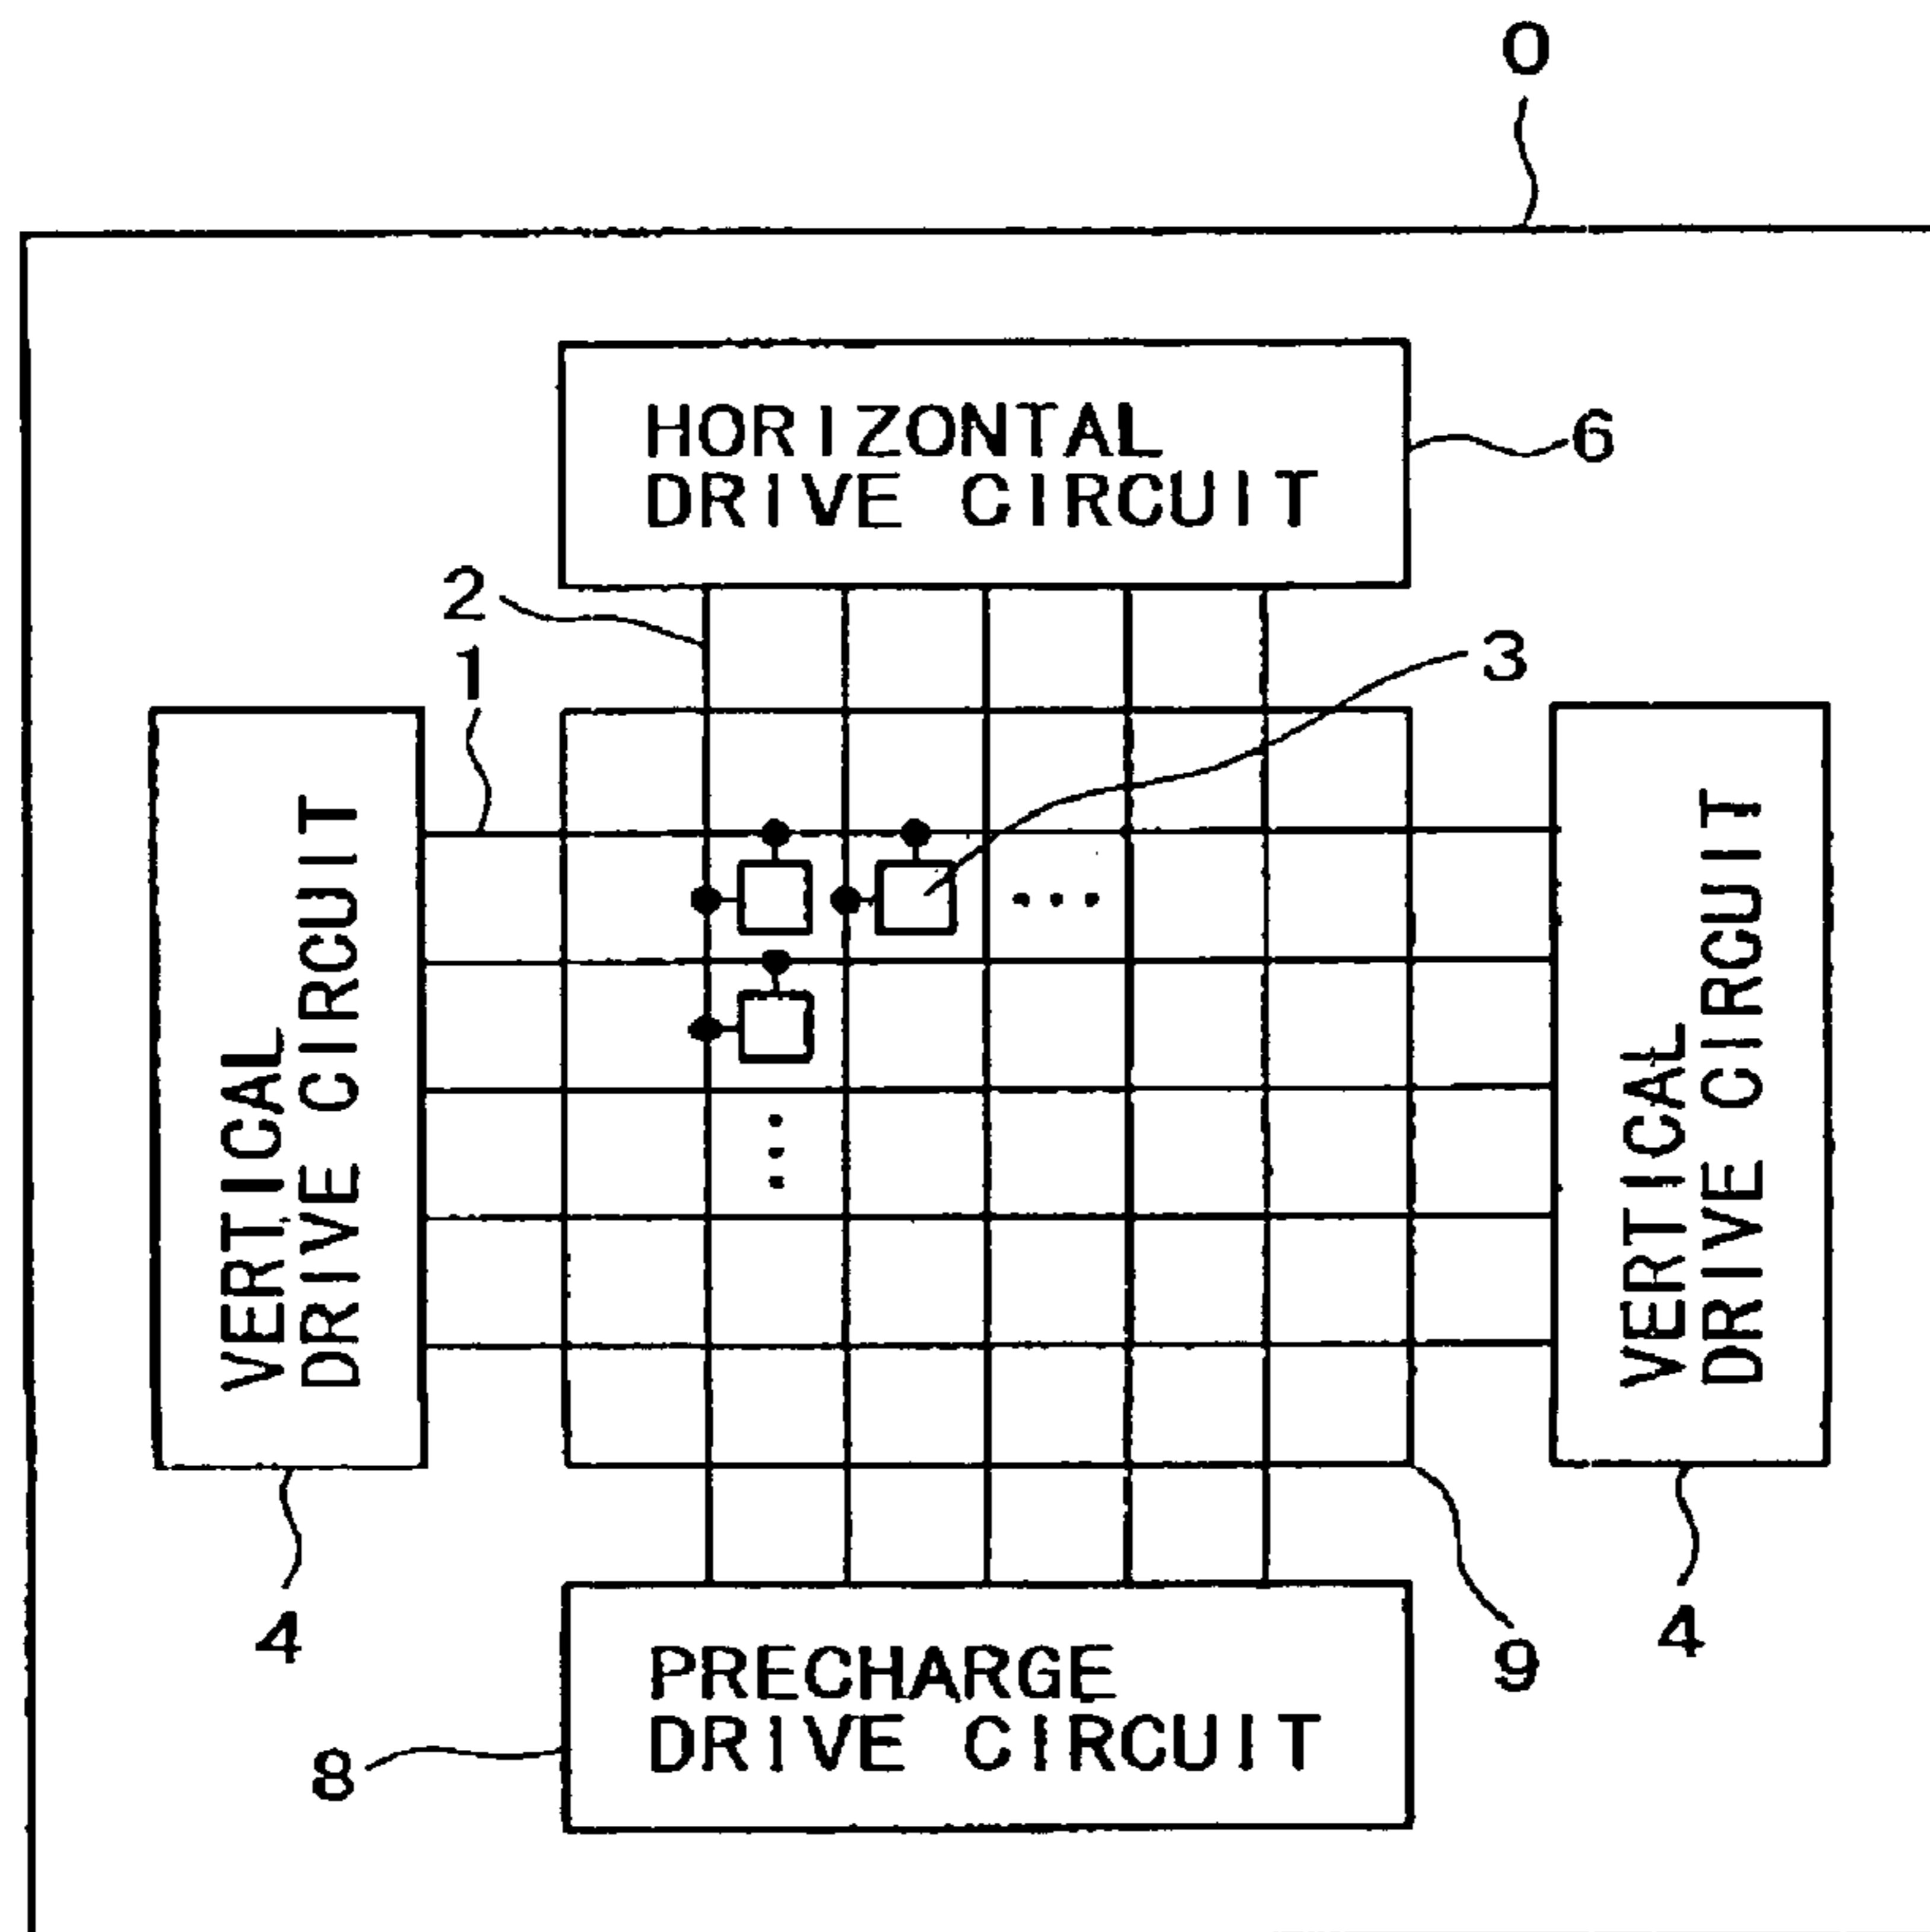 0
HORIZONTAL
DRIVE CIRCUIT
6
2
1
3
VERTICAL
DRIVE CIRCUIT
VERTICAL
DRIVE CIRCUIT
4
4
9
PRECHARGE
DRIVE CIRCUIT
8